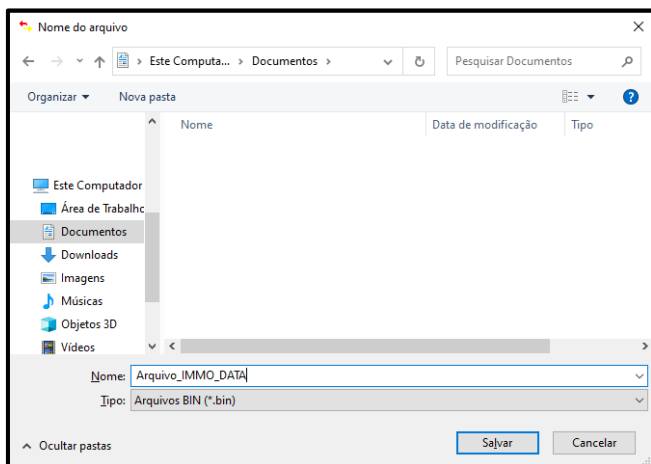 Nome do arquivo
Este Computa... Documentos
Pesquisar Documentos
Organizar Nova pasta
Nome Data de modificação Tipo
Este Computador
Área de Trabalho
Documentos
Downloads
Imagens
Músicas
Objetos 3D
Vídeos
Nome: Arquivo_IMMO_DATA
Tipo: Arquivos BIN (*.bin)
Ocultar pastas Salvar Cancelar